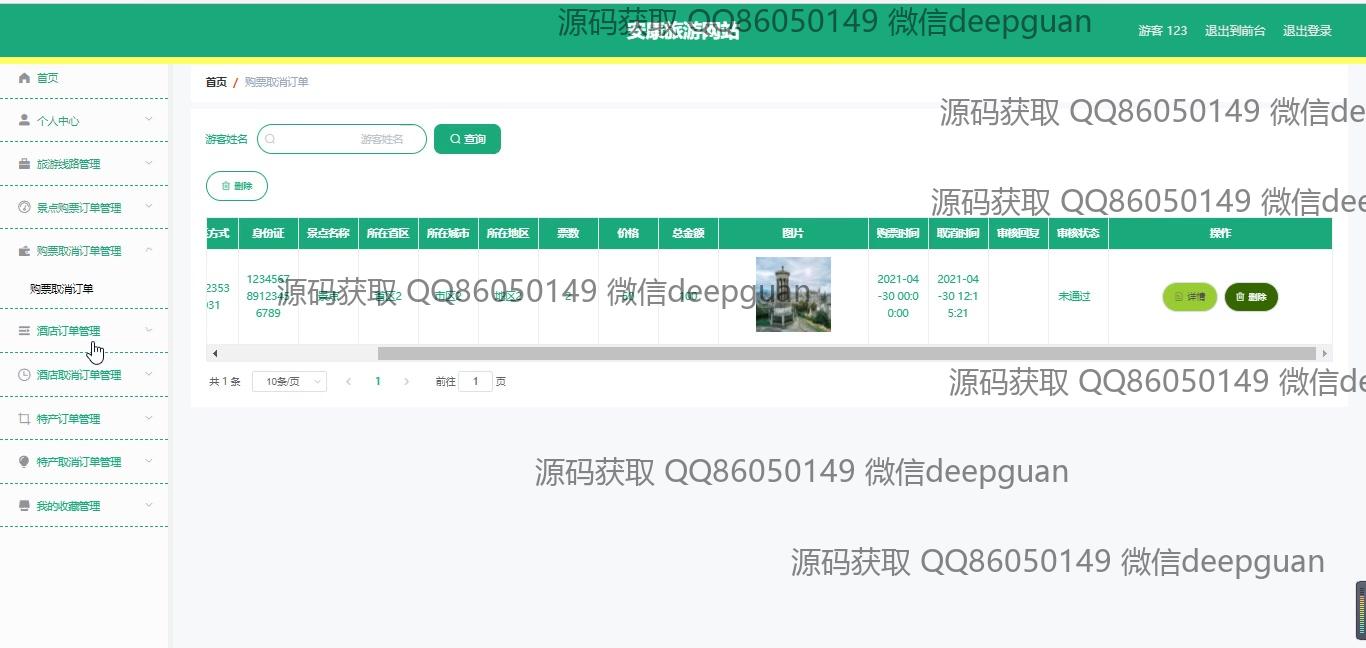 源码获取 QQ86050149 微信deepguan
安康旅游网站
游客 123 退出到前台 退出登录
首页
个人中心
旅游线路管理
景点购票订单管理
购票取消订单管理
购票取消订单
酒店订单管理
酒店取消订单管理
特产订单管理
特产取消订单管理
我的收藏管理
首页 / 购票取消订单
源码获取 QQ86050149 微信de
游客姓名 游客姓名 查询
删除
源码获取 QQ86050149 微信dee
方式 身份证 景点名称 所在省区 所在城市 所在地区 票数 价格 总金额 图片 购票时间 取消时间 审核回复 审核状态 操作
2353
031
1234567
8912345
6789
省区2 市区2 地区2 2 100
2021-04
-30 00:0
0:00
2021-04
-30 12:1
5:21
未通过 详情 删除
源码获取 QQ86050149 微信deepguan
共 1 条 10条/页 1 前往 1 页
源码获取 QQ86050149 微信de
源码获取 QQ86050149 微信deepguan
源码获取 QQ86050149 微信deepguan